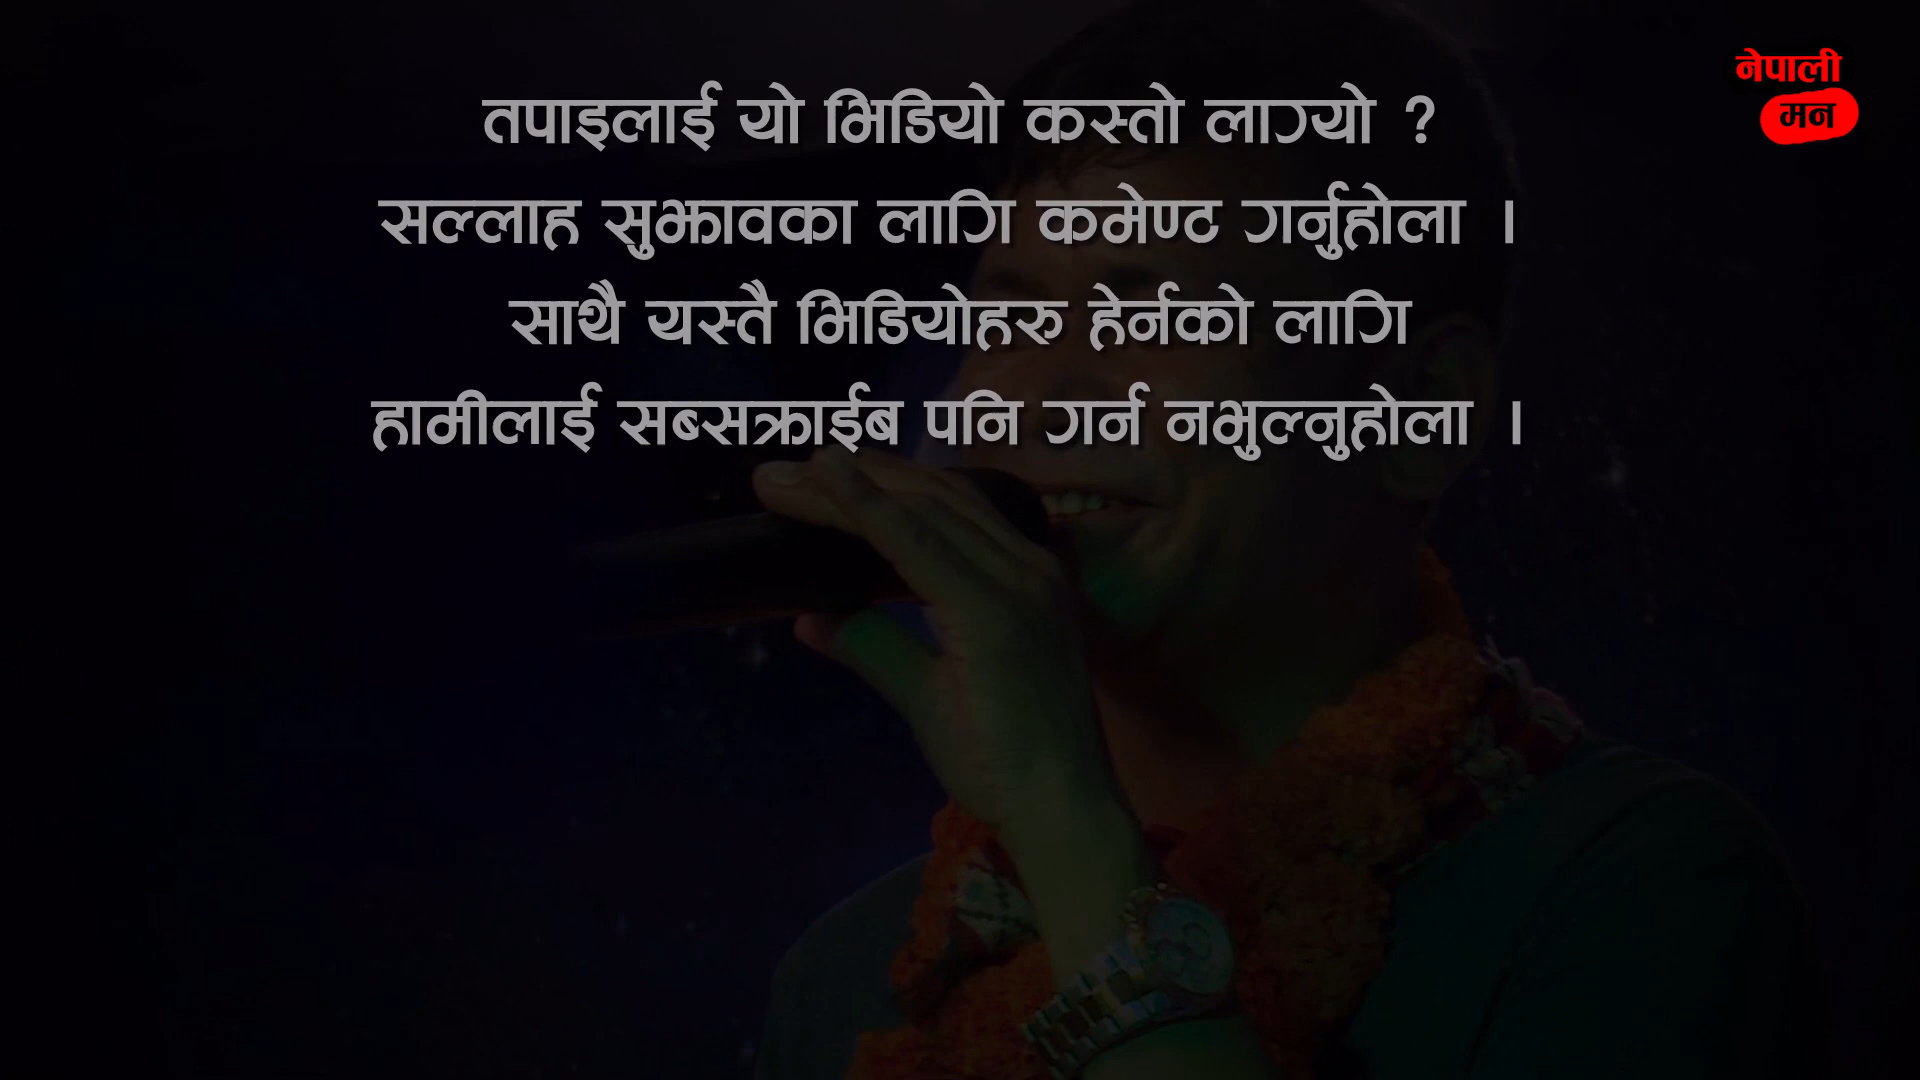 तपाइलाई यो भिडियो कस्तो लाग्यो ?
सल्लाह सुझावका लागि कमेण्ट गर्नुहोला ।
साथै यस्तै भिडियोहरु हेर्नको लागि
हामीलाई सब्सक्राईब पनि गर्न नभुल्नुहोला ।
नेपाली
मन